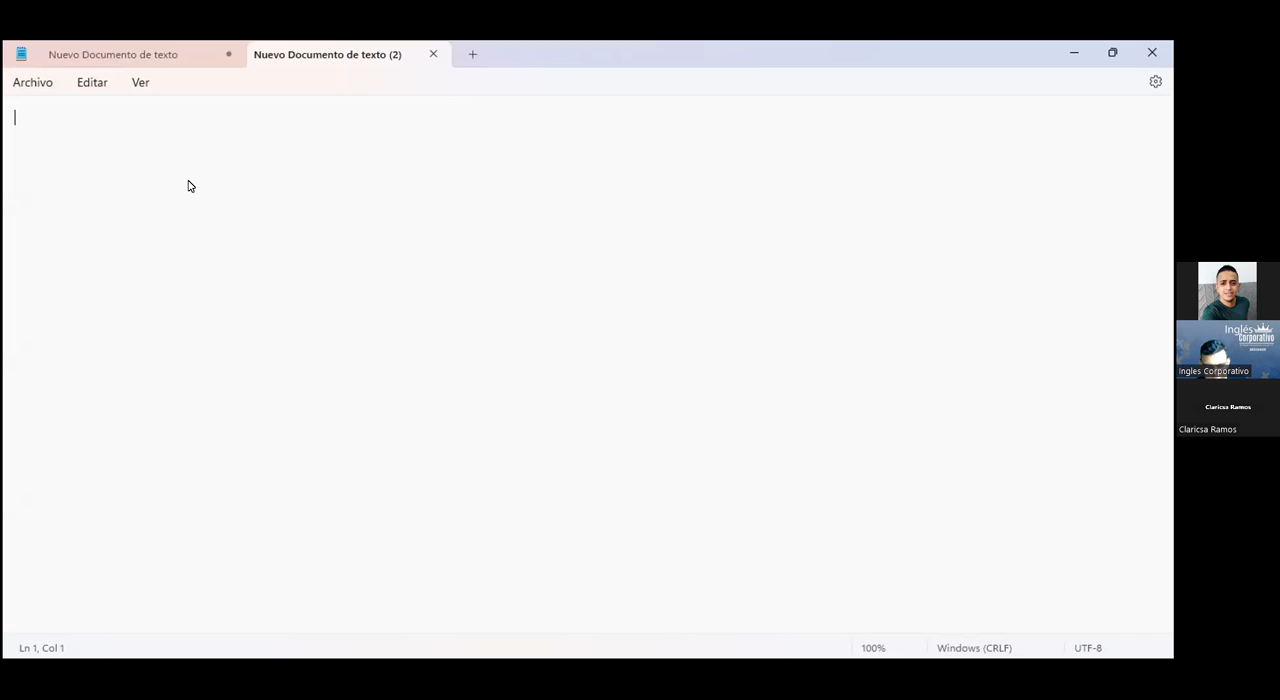 Nuevo Documento de texto
Nuevo Documento de texto (2)
Archivo Editar Ver
Inglés
Corporativo
Ingles Corporativo
Claricsa Ramos
Claricsa Ramos
Ln 1, Col 1
100%
Windows (CRLF)
UTF-8